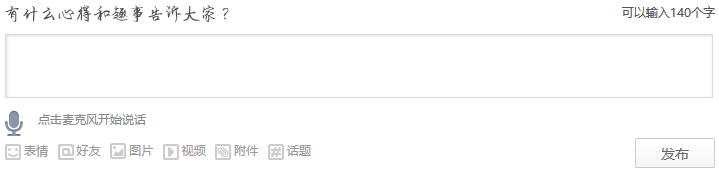 有什么心得和趣事告诉大家？
可以输入140个字
点击麦克风开始说话
表情 好友 图片 视频 附件 话题
发布